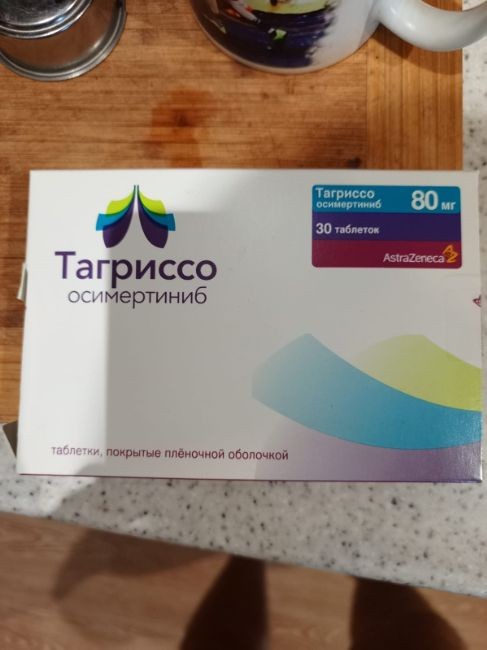 Тагриссо
осимертиниб
80 мг
30 таблеток
AstraZeneca
Тагриссо
осимертиниб
таблетки, покрытые плёночной оболочкой